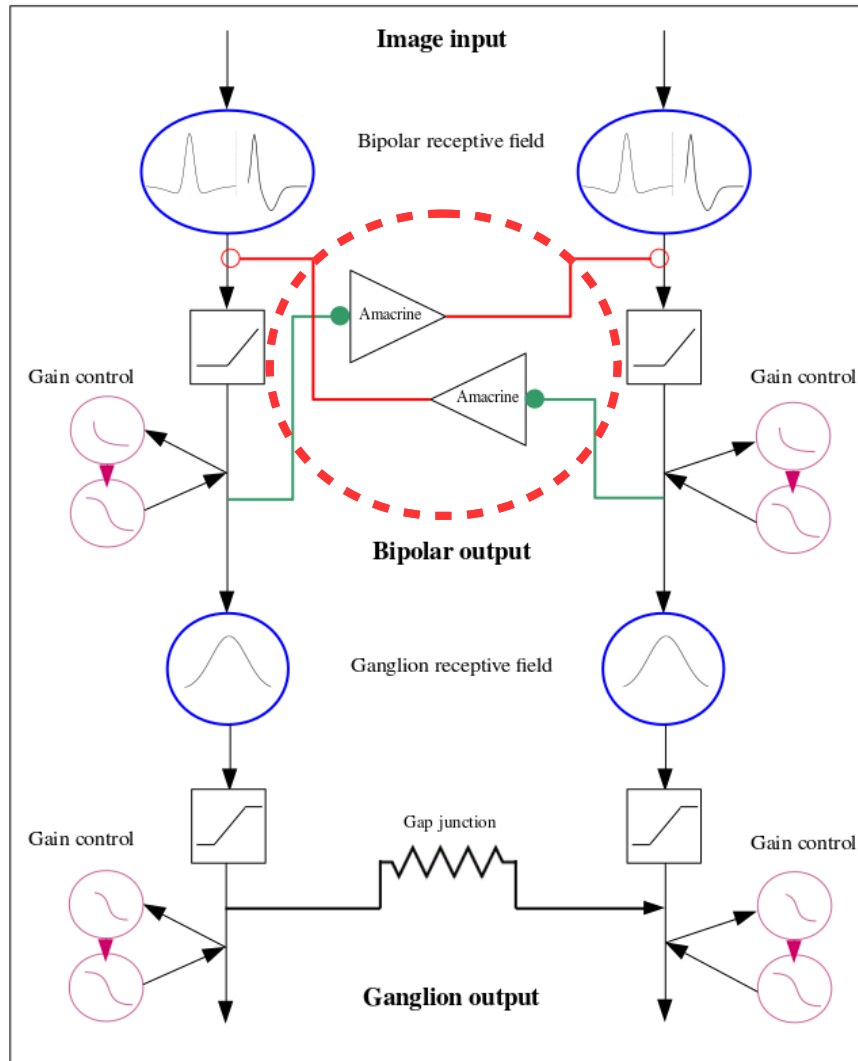 Image input
Bipolar receptive field
Amacrine
Gain control
Amacrine
Gain control
Bipolar output
Ganglion receptive field
Gap junction
Gain control
Gain control
Ganglion output